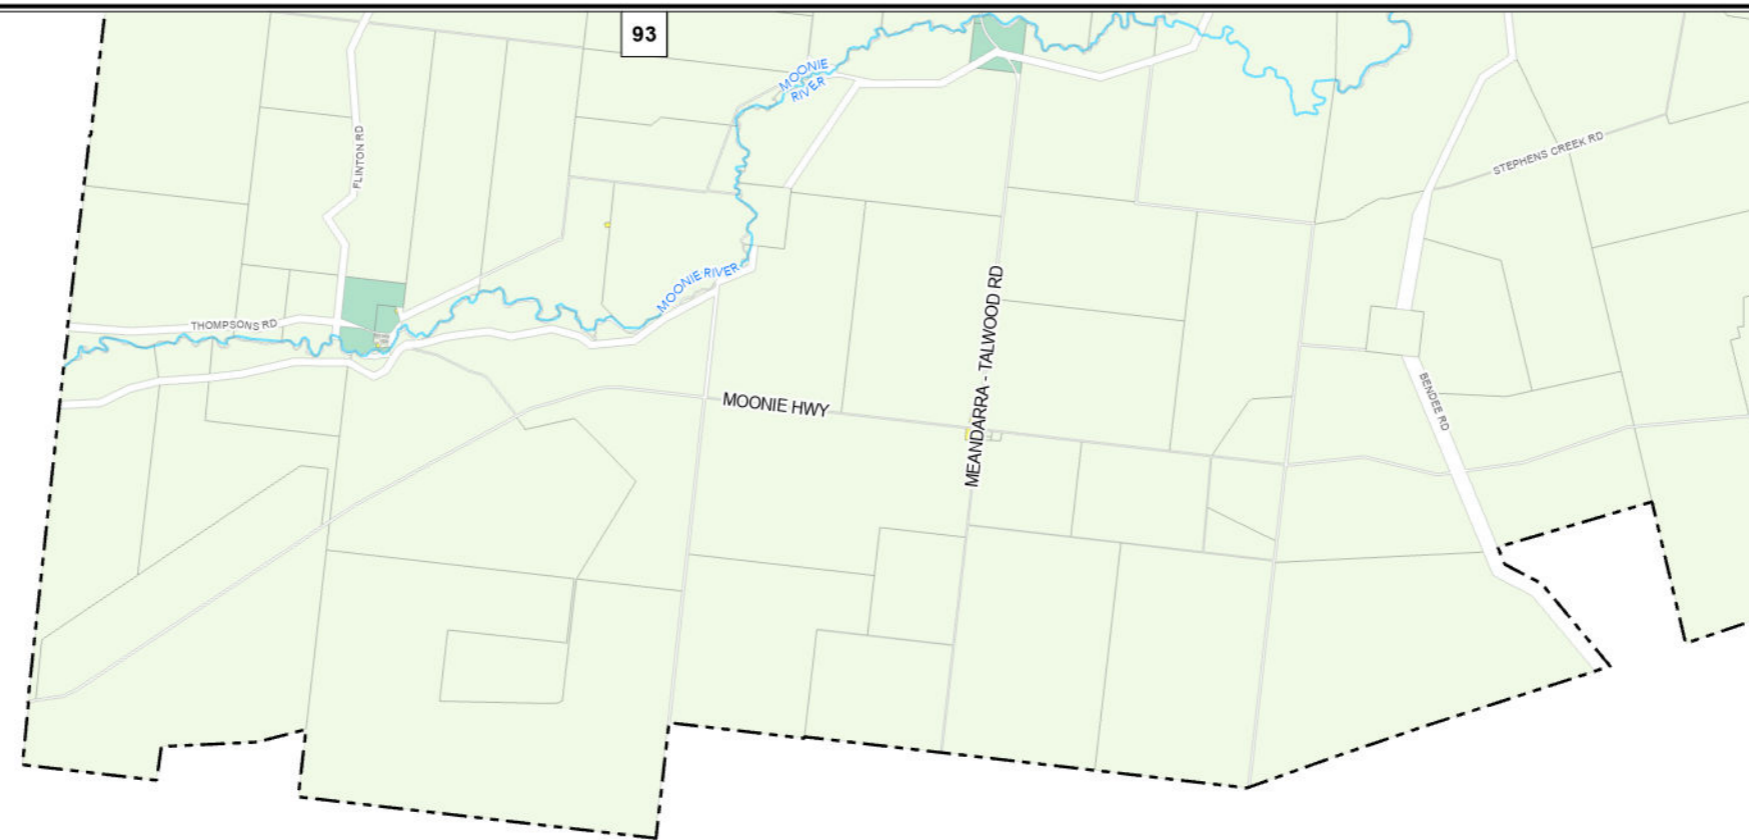 93
MOONIE
RIVER
FLINTON RD
STEPHENS CREEK RD
MOONIE RIVER
THOMPSONS RD
MEANDARRA - TALWOOD RD
MOONIE HWY
BENDEE RD